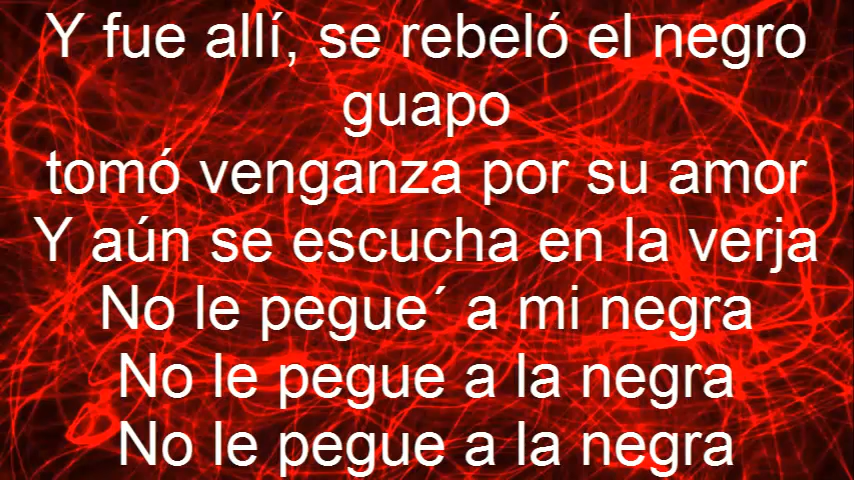 Y fue allí, se rebeló el negro
guapo
tomó venganza por su amor
Y aún se escucha en la verja
No le pegue´ a mi negra
No le pegue a la negra
No le pegue a la negra